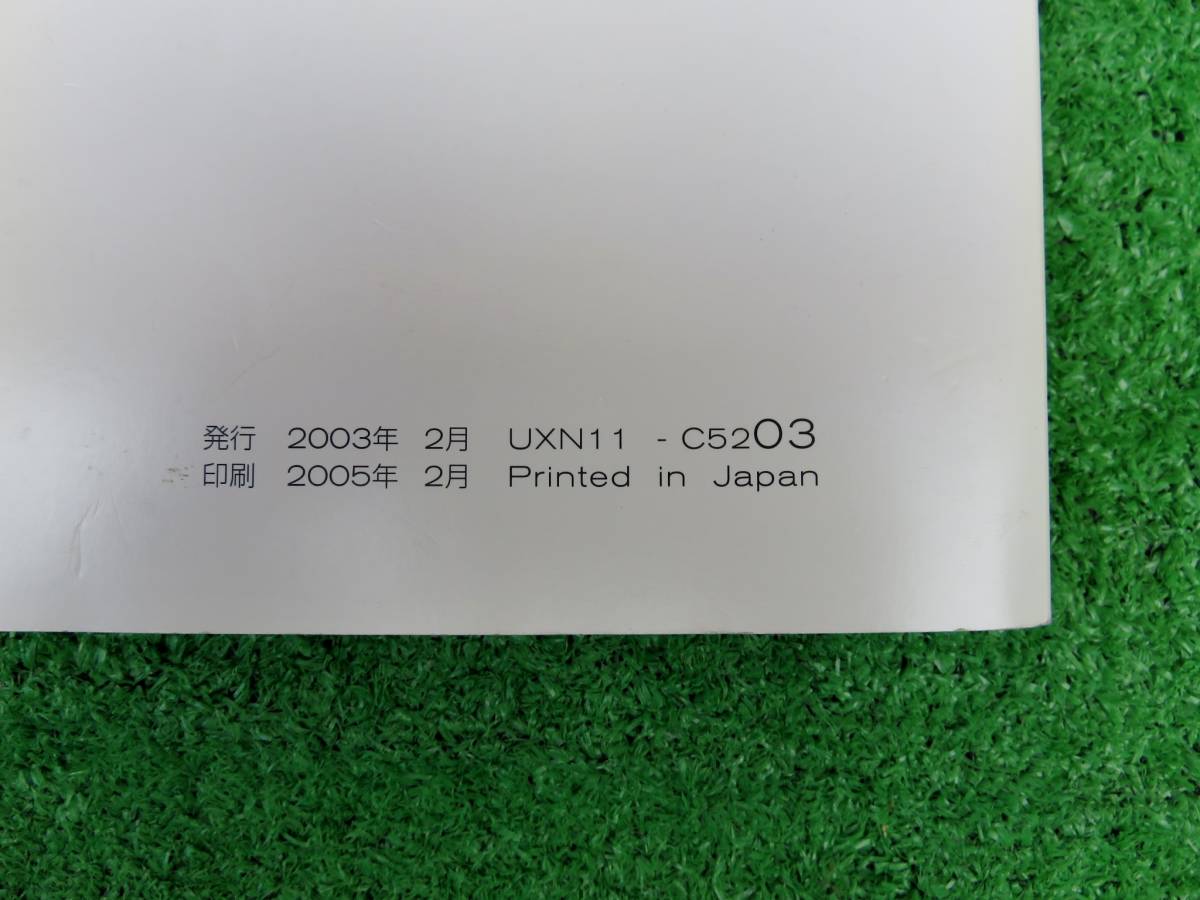 発行 2003年 2月 UXN11 - C5203
印刷 2005年 2月 Printed in Japan